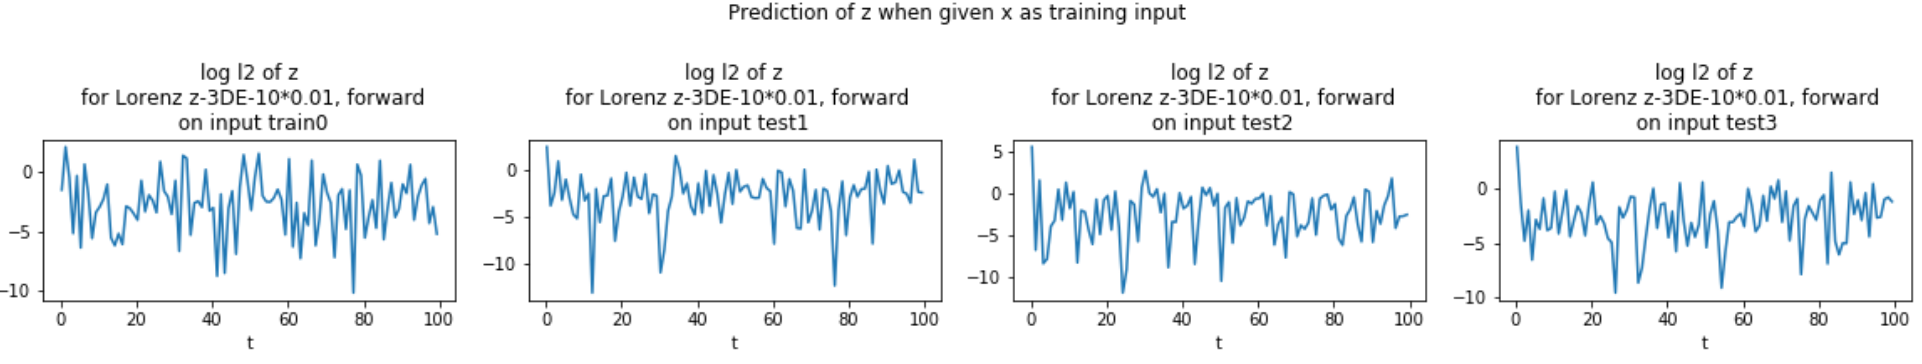 Prediction of z when given x as training input
log l2 of z
for Lorenz z-3DE-10*0.01, forward
on input train0
0
−5
−10
0 20 40 60 80 100
t
log l2 of z
for Lorenz z-3DE-10*0.01, forward
on input test1
0
−5
−10
0 20 40 60 80 100
t
log l2 of z
for Lorenz z-3DE-10*0.01, forward
on input test2
5
0
−5
−10
0 20 40 60 80 100
t
log l2 of z
for Lorenz z-3DE-10*0.01, forward
on input test3
0
−5
−10
0 20 40 60 80 100
t